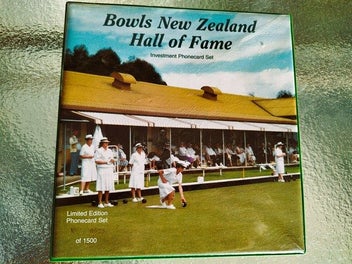 Bowls New Zealand
Hall of Fame
Investment Phonecard Set
Limited Edition
Phonecard Set
of 1500